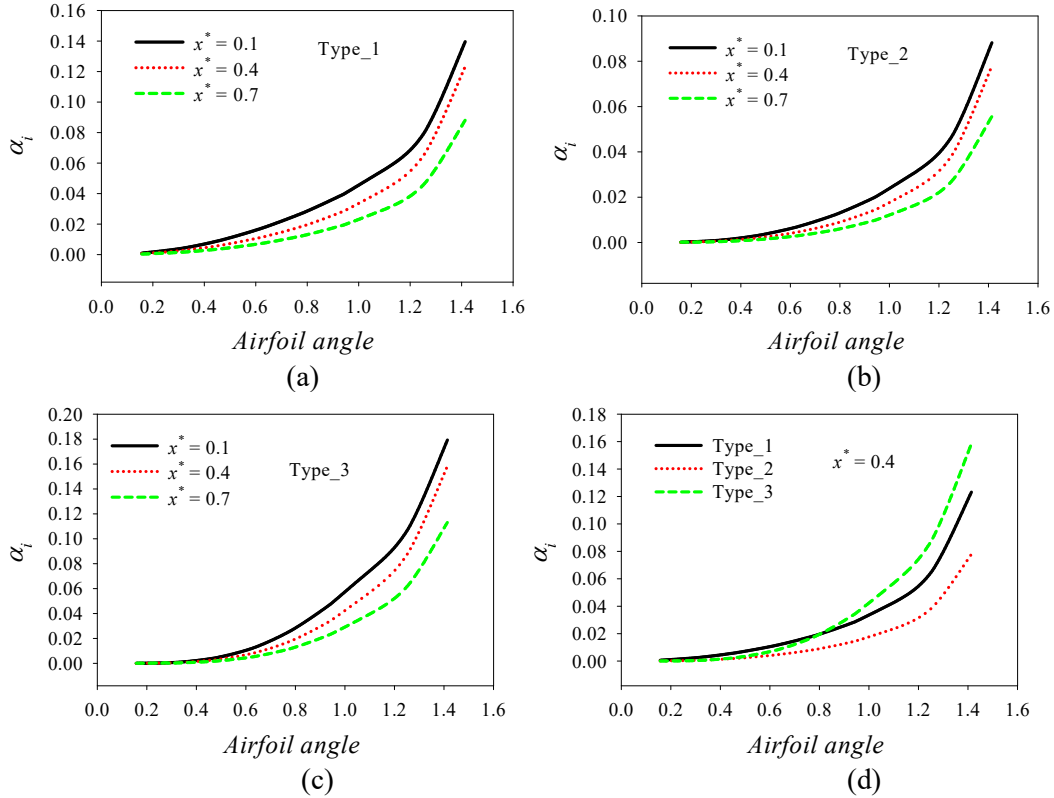 0.16
0.14
0.12
0.10
0.08
0.06
0.04
0.02
0.00
α_i
x* = 0.1
x* = 0.4
x* = 0.7
Type_1
0.0 0.2 0.4 0.6 0.8 1.0 1.2 1.4 1.6
Airfoil angle
(a)
0.10
0.08
0.06
0.04
0.02
0.00
α_i
x* = 0.1
x* = 0.4
x* = 0.7
Type_2
0.0 0.2 0.4 0.6 0.8 1.0 1.2 1.4 1.6
Airfoil angle
(b)
0.20
0.18
0.16
0.14
0.12
0.10
0.08
0.06
0.04
0.02
0.00
α_i
x* = 0.1
x* = 0.4
x* = 0.7
Type_3
0.0 0.2 0.4 0.6 0.8 1.0 1.2 1.4 1.6
Airfoil angle
(c)
0.18
0.16
0.14
0.12
0.10
0.08
0.06
0.04
0.02
0.00
α_i
Type_1
Type_2
Type_3
x* = 0.4
0.0 0.2 0.4 0.6 0.8 1.0 1.2 1.4 1.6
Airfoil angle
(d)